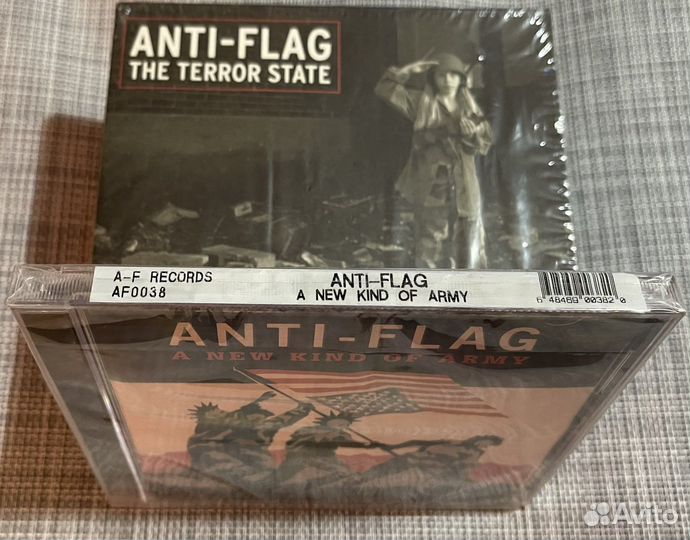 ANTI-FLAG
THE TERROR STATE
A-F RECORDS
AF0038
ANTI-FLAG
A NEW KIND OF ARMY
6 48469 00382 0
ANTI-FLAG
A NEW KIND OF ARMY
Avito